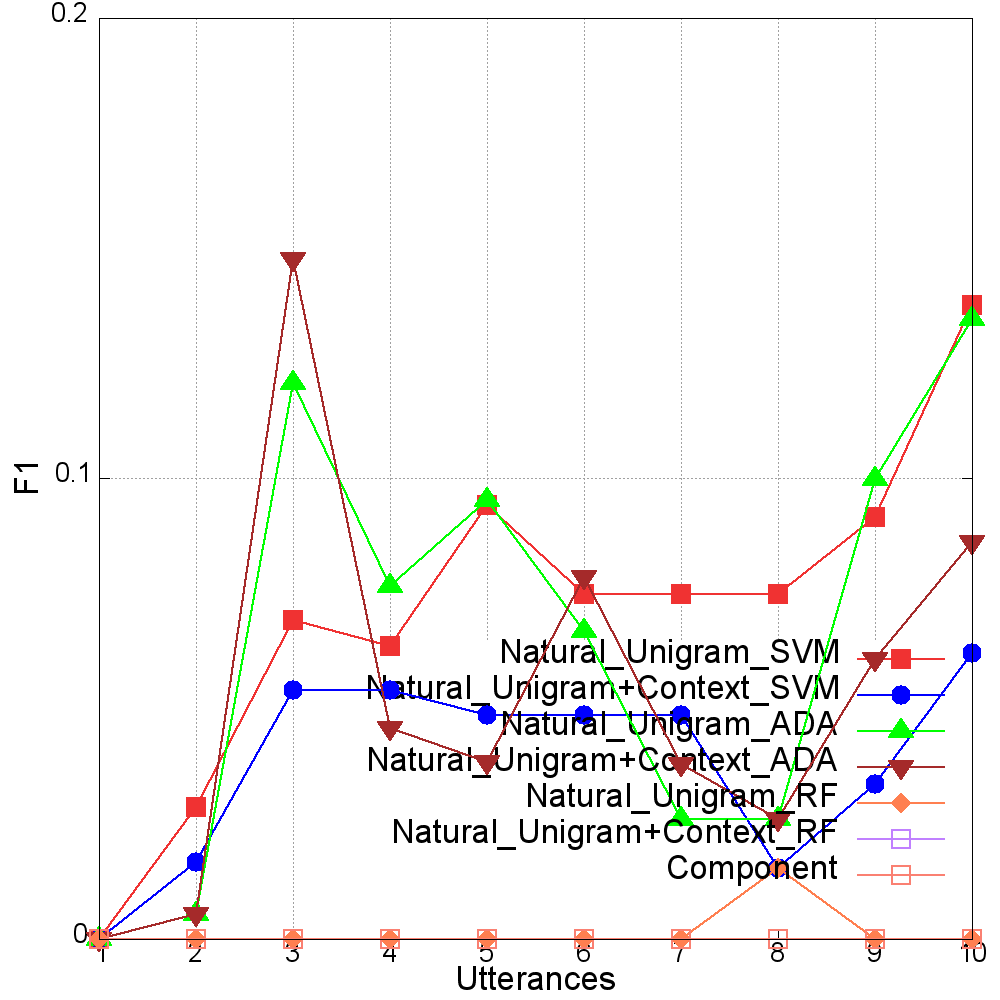 0.2
0.1
0
F1
Natural_Unigram_SVM
Natural_Unigram+Context_SVM
Natural_Unigram_ADA
Natural_Unigram+Context_ADA
Natural_Unigram_RF
Natural_Unigram+Context_RF
Component
1 2 3 4 5 6 7 8 9 10
Utterances